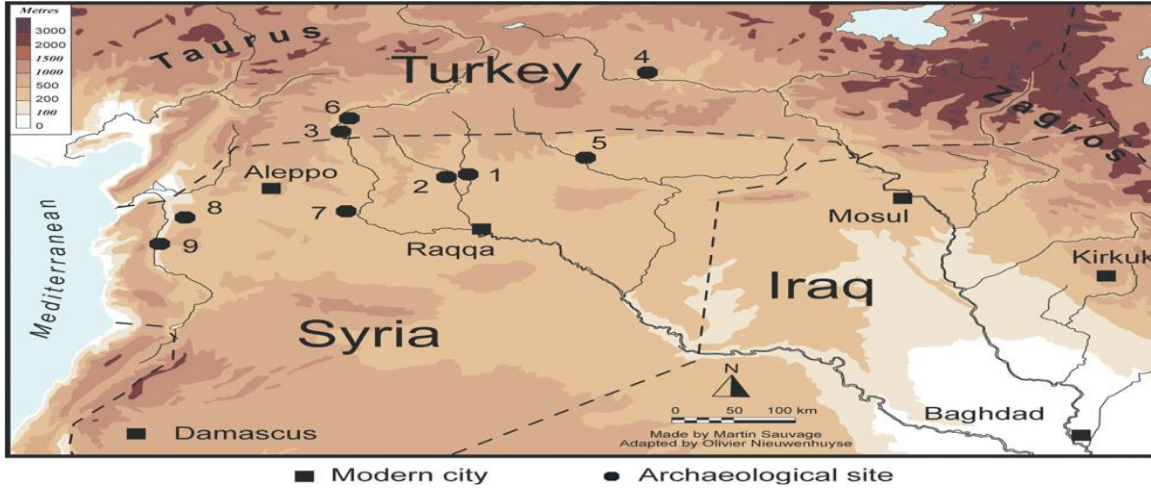 Metres
3000
2000
1500
1000
500
200
100
0
Taurus
Turkey
Zagros
4
6
3
5
Aleppo
2
1
Mosul
8
7
Raqqa
9
Kirkuk
Mediterranean
Iraq
Syria
N
0 50 100 km
Made by Martin Sauvage
Adapted by Olivier Nieuwenhuyse
Baghdad
Damascus
Modern city
Archaeological site